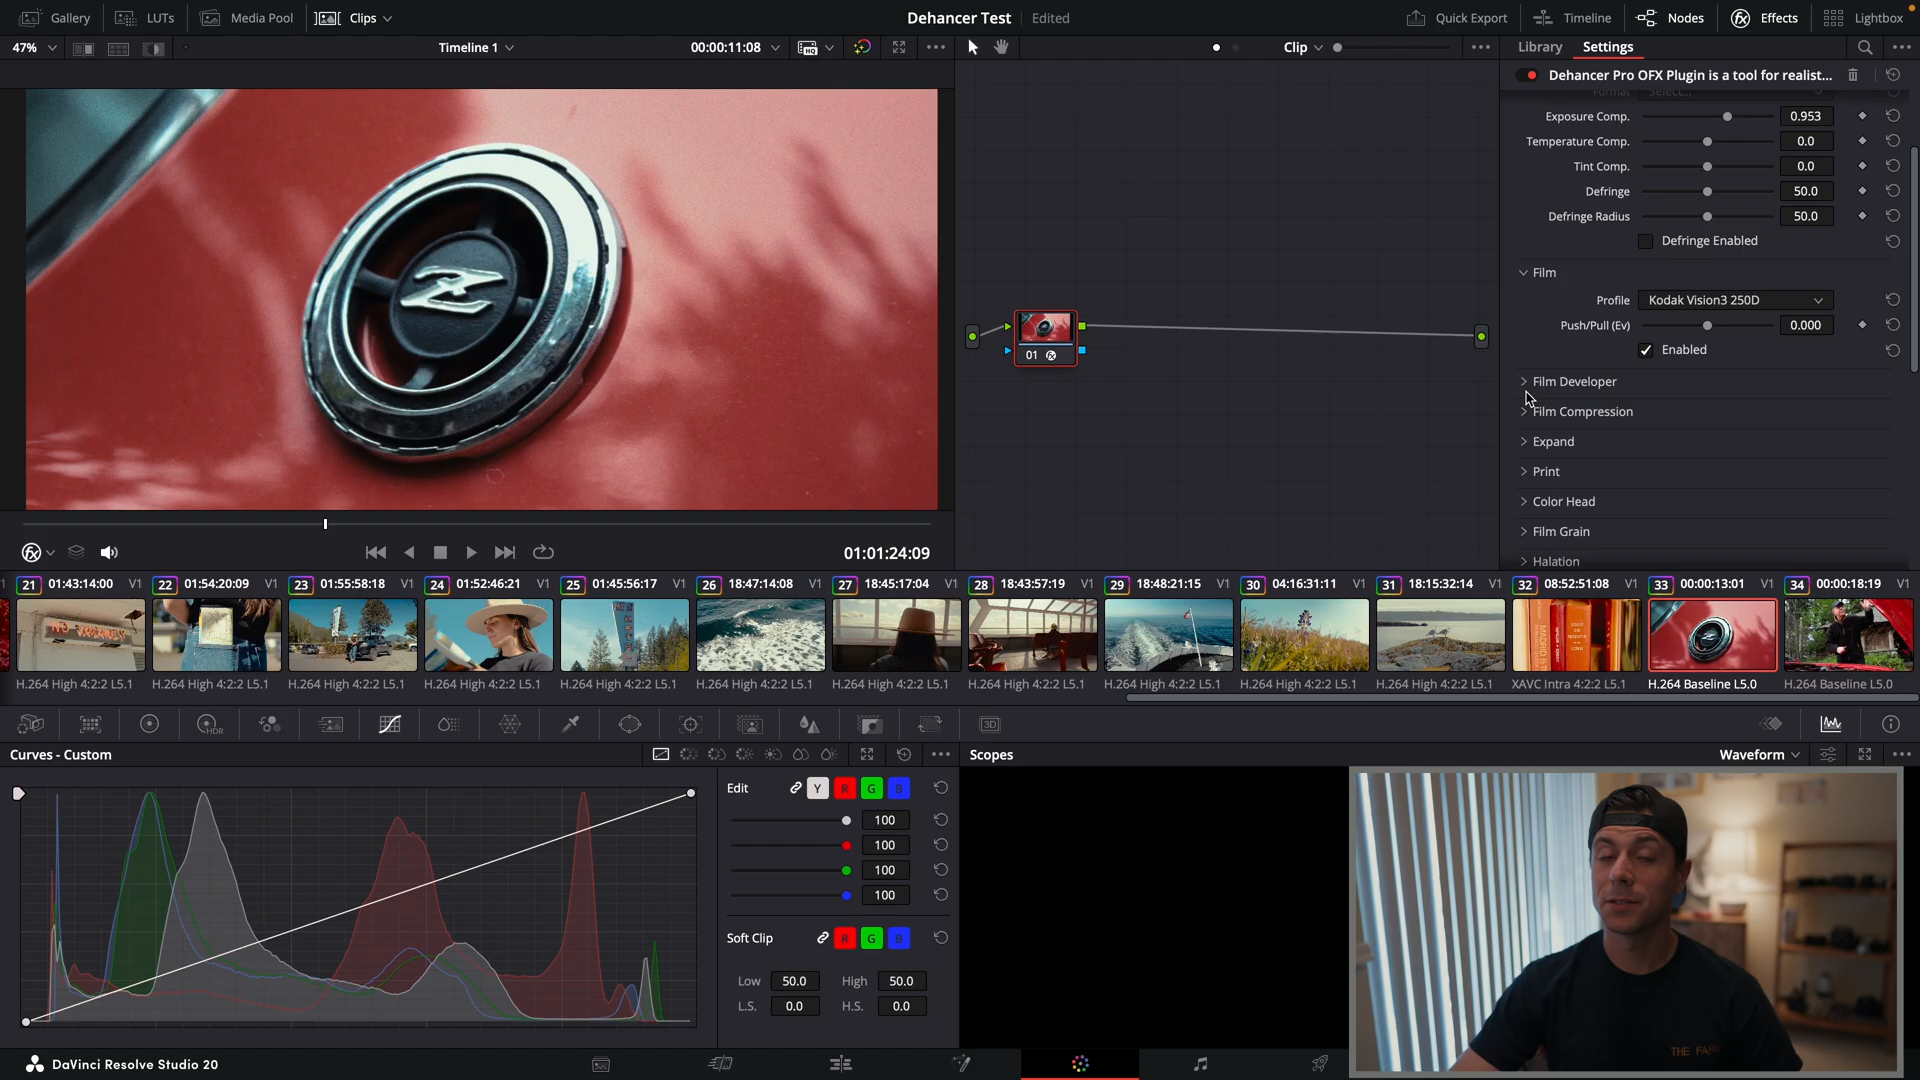 Gallery LUTs Media Pool Clips Dehancer Test Edited Quick Export Timeline Nodes Effects Lightbox
47% Timeline 1 00:00:11:08 HQ Clip Library Settings
Dehancer Pro OFX Plugin is a tool for realist...
Format Select...
Exposure Comp. 0.953
Temperature Comp. 0.0
Tint Comp. 0.0
Defringe 50.0
Defringe Radius 50.0
Defringe Enabled
Film
Profile Kodak Vision3 250D
Push/Pull (Ev) 0.000
Enabled
Film Developer
Film Compression
Expand
Print
Color Head
Film Grain
Halation
Z
01
01:01:24:09
21 01:43:14:00 V1 22 01:54:20:09 V1 23 01:55:58:18 V1 24 01:52:46:21 V1 25 01:45:56:17 V1 26 18:47:14:08 V1 27 18:45:17:04 V1 28 18:43:57:19 V1 29 18:48:21:15 V1 30 04:16:31:11 V1 31 18:15:32:14 V1 32 08:52:51:08 V1 33 00:00:13:01 V1 34 00:00:18:19 V1
NO VACANCY
MADRID &
H.264 High 4:2:2 L5.1 H.264 High 4:2:2 L5.1 H.264 High 4:2:2 L5.1 H.264 High 4:2:2 L5.1 H.264 High 4:2:2 L5.1 H.264 High 4:2:2 L5.1 H.264 High 4:2:2 L5.1 H.264 High 4:2:2 L5.1 H.264 High 4:2:2 L5.1 H.264 High 4:2:2 L5.1 H.264 High 4:2:2 L5.1 XAVC Intra 4:2:2 L5.1 H.264 Baseline L5.0 H.264 Baseline L5.0
HDR 3D
Curves - Custom Scopes Waveform
Edit Y R G B
100
100
100
100
Soft Clip R G B
Low 50.0 High 50.0
L.S. 0.0 H.S. 0.0
THE FARM
DaVinci Resolve Studio 20